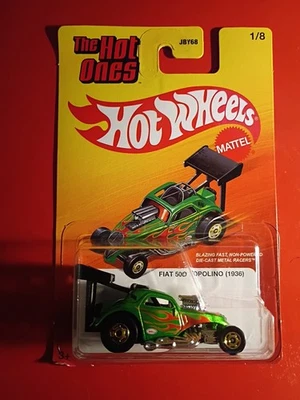 The Hot Ones
JBY68
1/8
Hot Wheels
MATTEL
BLAZING FAST, NON-POWERED
DIE-CAST METAL RACERS
FIAT 500 TOPOLINO (1936)